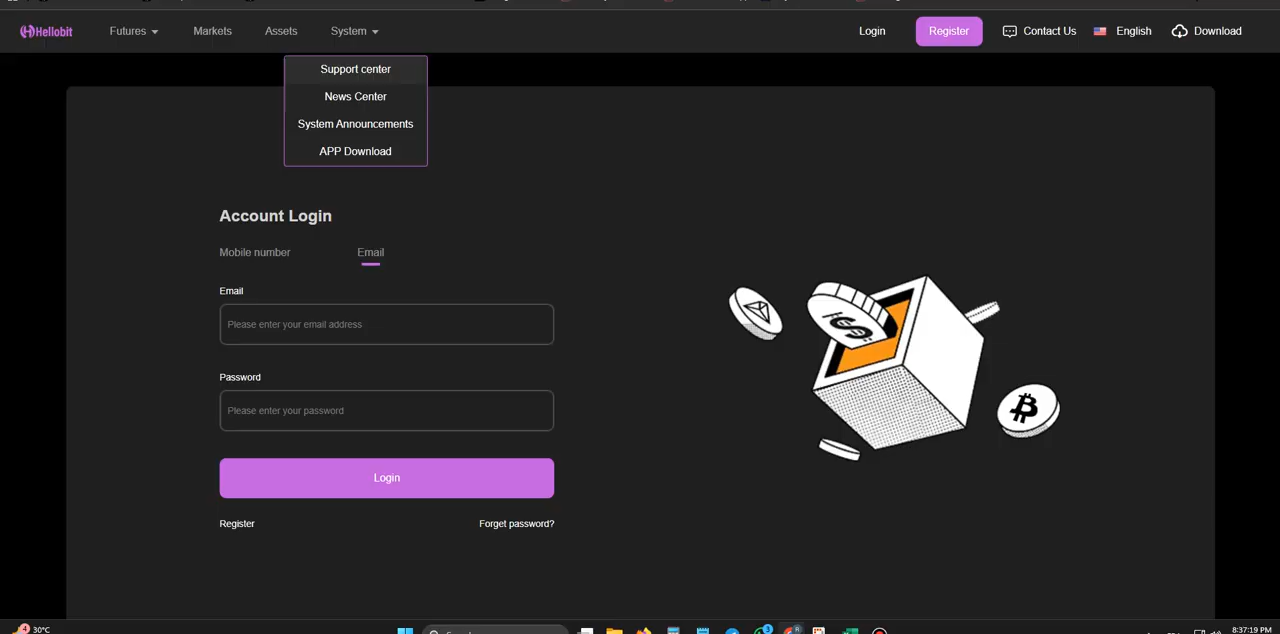 Hellobit Futures Markets Assets System Login Register Contact Us English Download
Support center
News Center
System Announcements
APP Download
Account Login
Mobile number Email
Email
Please enter your email address
Password
Please enter your password
Login
Register Forget password?
4
30°C
8:37:19 PM